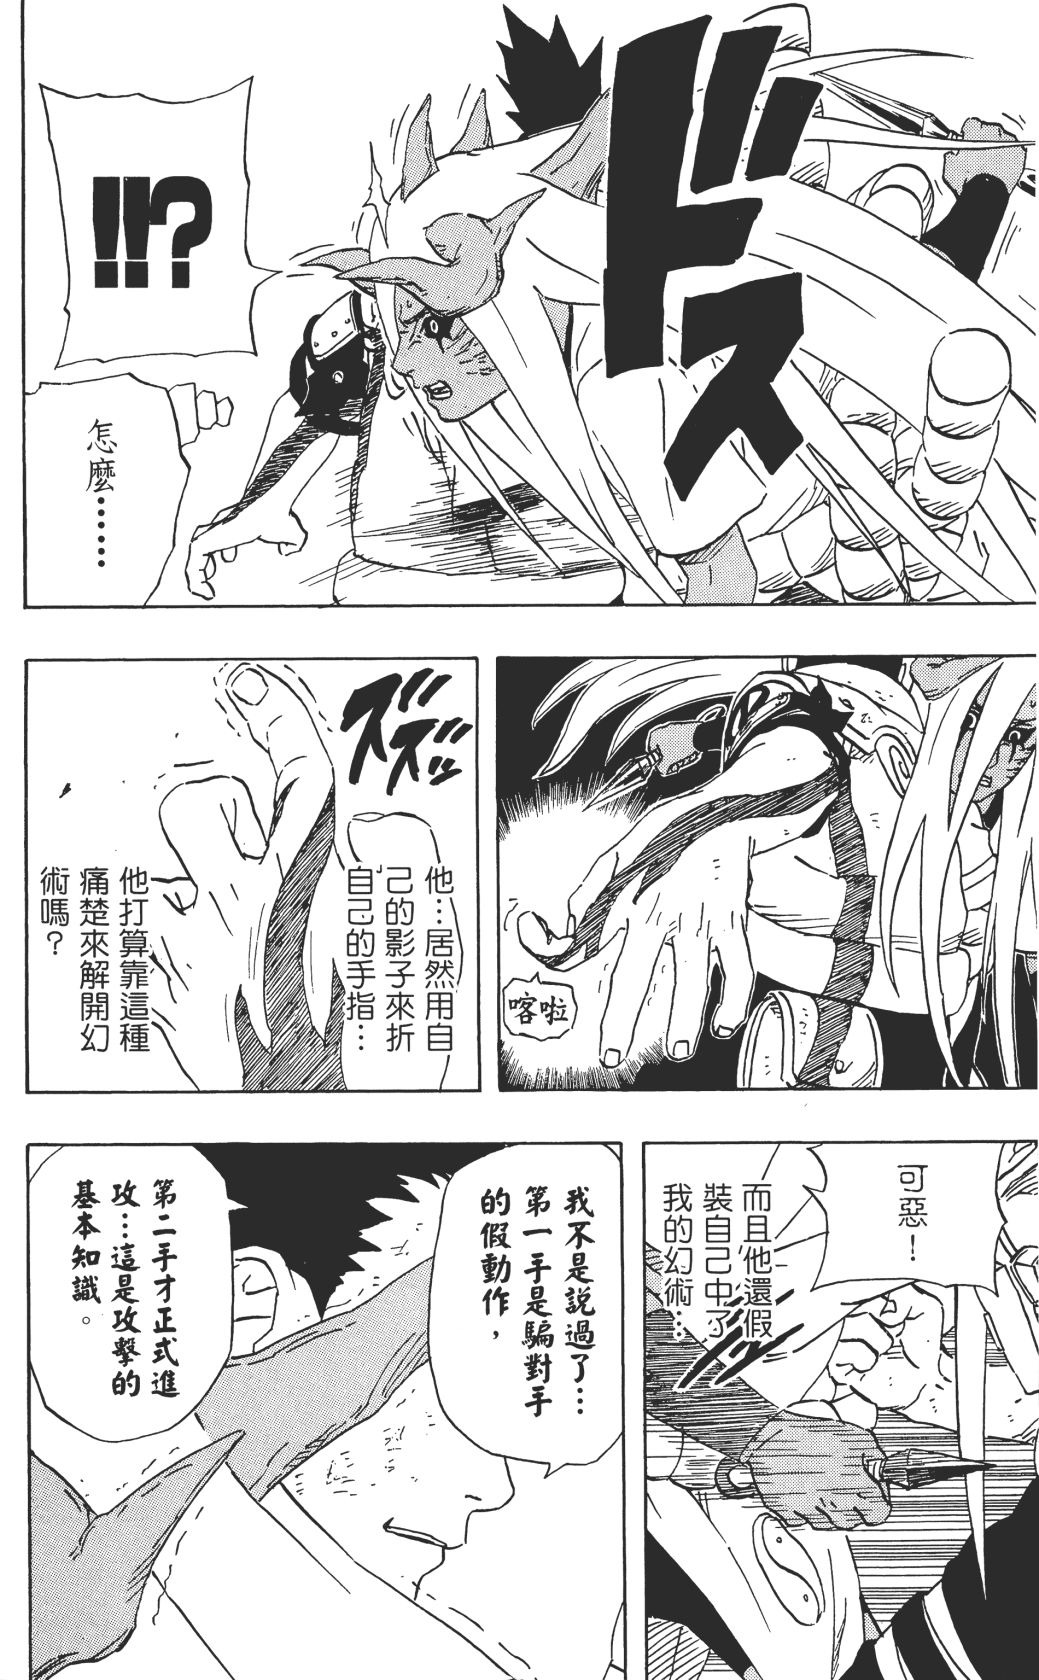 ドス
!!?
怎麼……
喀啦
ズズズッ
他…居然用自
己的影子來折
自己的手指…
他打算靠這種
痛楚來解開幻
術嗎？
可惡！
而且他還假
裝自己中了
我的幻術…
我不是說過了…
第一手是騙對手
的假動作，
第二手才正式進
攻…這是攻擊的
基本知識。